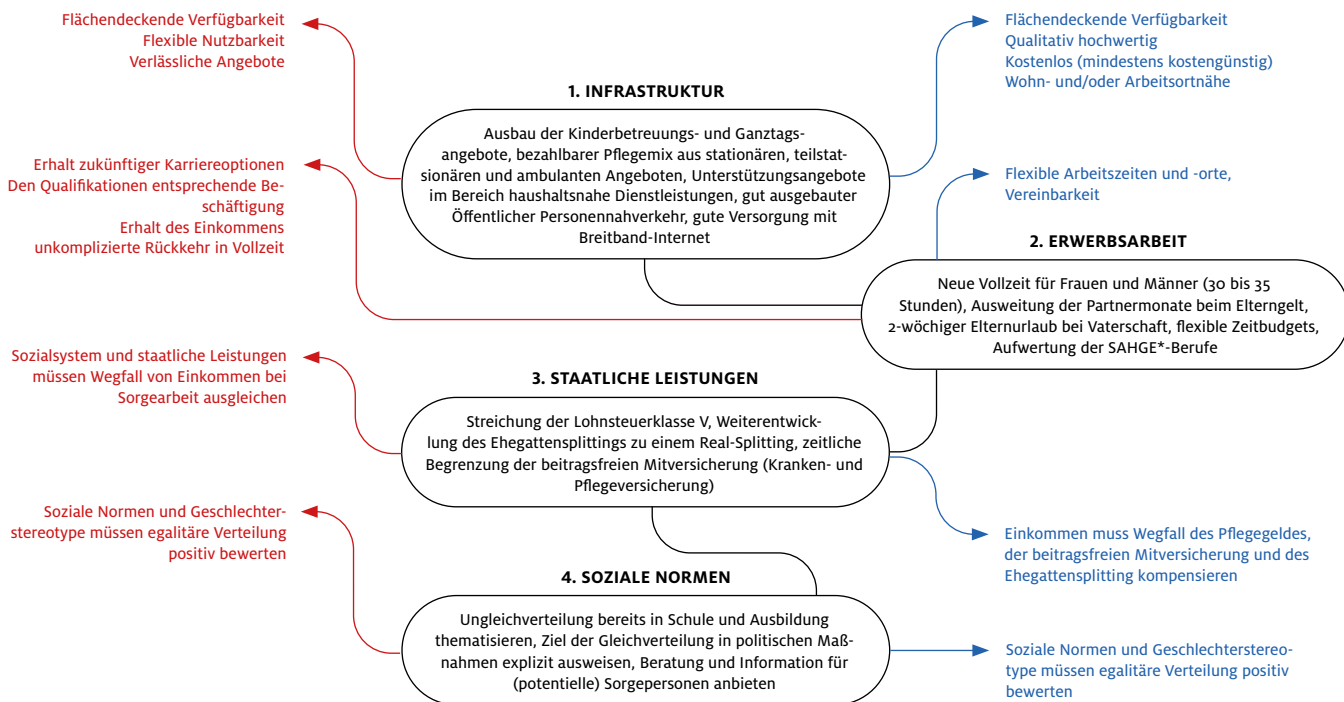 Flächendeckende Verfügbarkeit
Flexible Nutzbarkeit
Verlässliche Angebote
Flächendeckende Verfügbarkeit
Qualitativ hochwertig
Kostenlos (mindestens kostengünstig)
Wohn- und/oder Arbeitsortnähe
1. INFRASTRUKTUR
Ausbau der Kinderbetreuungs- und Ganztags-
angebote, bezahlbarer Pflegemix aus stationären, teilstat-
sionären und ambulanten Angeboten, Unterstützungsangebote
im Bereich haushaltsnahe Dienstleistungen, gut ausgebauter
Öffentlicher Personennahverkehr, gute Versorgung mit
Breitband-Internet
Erhalt zukünftiger Karriereoptionen
Den Qualifikationen entsprechende Be-
schäftigung
Erhalt des Einkommens
unkomplizierte Rückkehr in Vollzeit
Flexible Arbeitszeiten und -orte,
Vereinbarkeit
2. ERWERBSARBEIT
Neue Vollzeit für Frauen und Männer (30 bis 35
Stunden), Ausweitung der Partnermonate beim Elterngelt,
2-wöchiger Elternurlaub bei Vaterschaft, flexible Zeitbudgets,
Aufwertung der SAHGE*-Berufe
Sozialsystem und staatliche Leistungen
müssen Wegfall von Einkommen bei
Sorgearbeit ausgleichen
3. STAATLICHE LEISTUNGEN
Streichung der Lohnsteuerklasse V, Weiterentwick-
lung des Ehegattensplittings zu einem Real-Splitting, zeitliche
Begrenzung der beitragsfreien Mitversicherung (Kranken- und
Pflegeversicherung)
Soziale Normen und Geschlechter-
stereotype müssen egalitäre Verteilung
positiv bewerten
Einkommen muss Wegfall des Pflegegeldes,
der beitragsfreien Mitversicherung und des
Ehegattensplitting kompensieren
4. SOZIALE NORMEN
Ungleichverteilung bereits in Schule und Ausbildung
thematisieren, Ziel der Gleichverteilung in politischen Maß-
nahmen explizit ausweisen, Beratung und Information für
(potentielle) Sorgepersonen anbieten
Soziale Normen und Geschlechterstereo-
type müssen egalitäre Verteilung positiv
bewerten